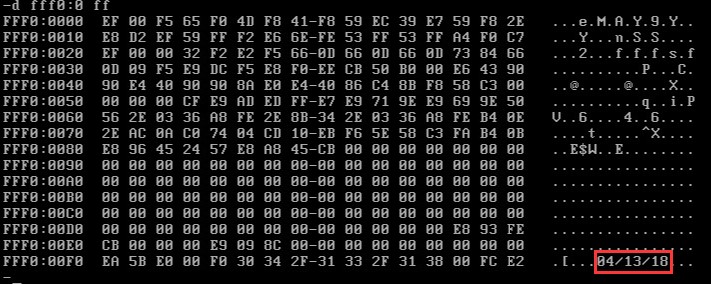 -d fff0:0 ff
FFF0:0000 EF 00 F5 65 F0 4D F8 41-F8 59 EC 39 E7 59 F8 2E ...e.M.A.Y.9.Y..
FFF0:0010 E8 D2 EF 59 FF F2 E6 6E-FE 53 FF 53 FF A4 F0 C7 ...Y...n.S.S....
FFF0:0020 EF 00 00 32 F2 E2 F5 66-0D 66 0D 66 0D 73 84 66 ...2...f.f.f.s.f
FFF0:0030 0D 09 F5 E9 DC F5 E8 F0-EE CB 50 B0 00 E6 43 90 ..........P...C.
FFF0:0040 90 E4 40 90 90 8A E0 E4-40 86 C4 8B F8 58 C3 00 ..@.....@....X..
FFF0:0050 00 00 00 CF E9 AD ED FF-E7 E9 71 9E E9 69 9E 50 ..........q..i.P
FFF0:0060 56 2E 03 36 A8 FE 2E 8B-34 2E 03 36 A8 FE B4 0E V..6....4..6....
FFF0:0070 2E AC 0A C0 74 04 CD 10-EB F6 5E 58 C3 FA B4 0B ....t.....^X....
FFF0:0080 E8 96 45 24 57 E8 A8 45-CB 00 00 00 00 00 00 00 ..E$W..E........
FFF0:0090 00 00 00 00 00 00 00 00-00 00 00 00 00 00 00 00 ................
FFF0:00A0 00 00 00 00 00 00 00 00-00 00 00 00 00 00 00 00 ................
FFF0:00B0 00 00 00 00 00 00 00 00-00 00 00 00 00 00 00 00 ................
FFF0:00C0 00 00 00 00 00 00 00 00-00 00 00 00 00 00 00 00 ................
FFF0:00D0 00 00 00 00 00 00 00 00-00 00 00 00 00 E8 93 FE ................
FFF0:00E0 CB 00 00 00 E9 09 8C 00-00 00 00 00 00 00 00 00 ................
FFF0:00F0 EA 5B E0 00 F0 30 34 2F-31 33 2F 31 38 00 FC E2 .[...04/13/18...
-